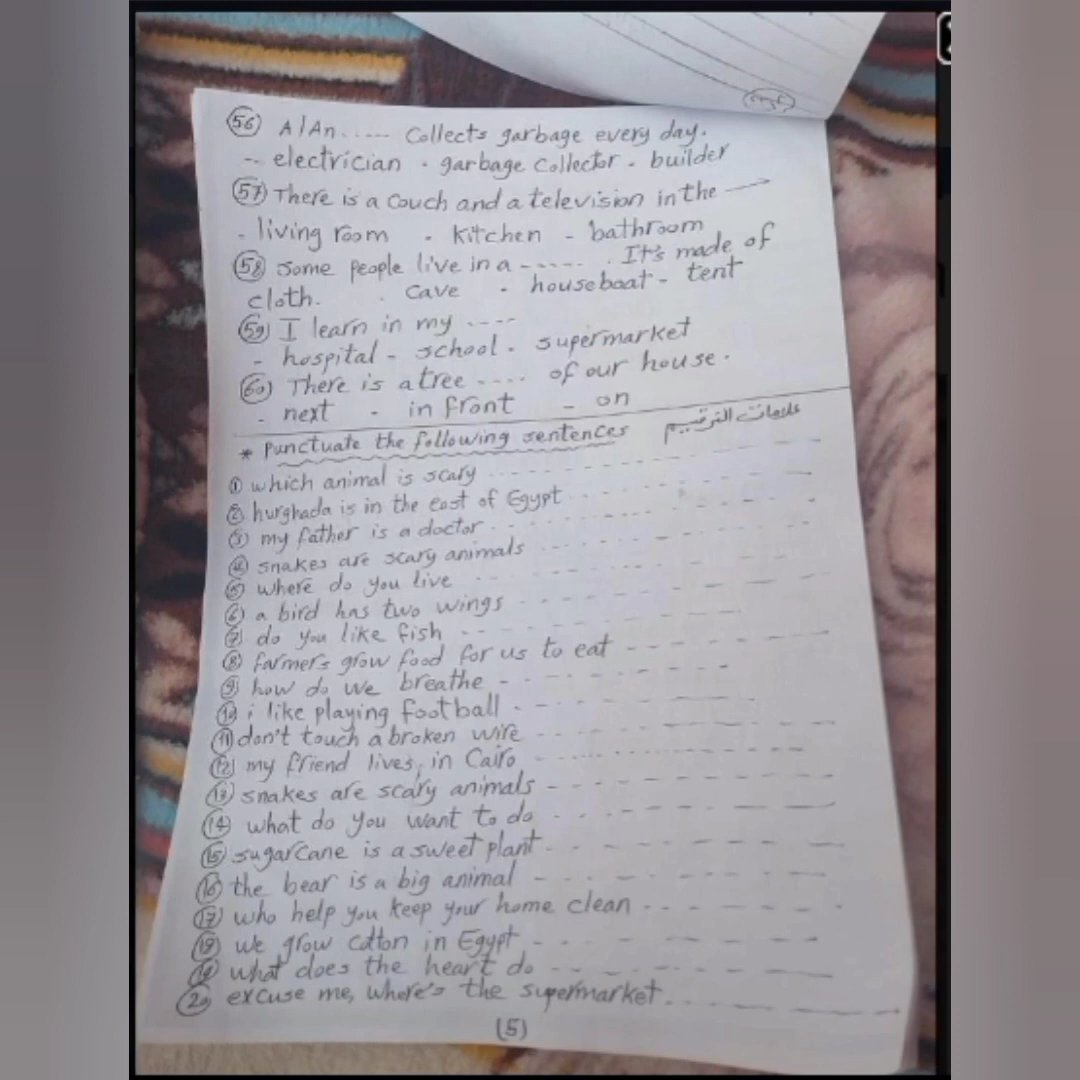 (56) A/An ..... Collects garbage every day.
-- electrician . garbage collector . builder
(57) There is a couch and a television in the →
- living room . kitchen - bathroom
(58) Some people live in a ------ . It's made of
cloth. . cave . houseboat - tent
(59) I learn in my ----
- hospital - school . supermarket
(60) There is a tree ---- of our house.
- next - in front - on
* Punctuate the following sentences علامات الترقيم
(1) which animal is scary
(2) hurghada is in the east of Egypt
(3) my father is a doctor
(4) snakes are scary animals
(5) where do you live
(6) a bird has two wings
(7) do you like fish
(8) farmers grow food for us to eat
(9) how do we breathe
(10) i like playing football
(11) don't touch a broken wire
(12) my friend lives in Cairo
(13) snakes are scary animals
(14) what do you want to do
(15) sugarcane is a sweet plant
(16) the bear is a big animal
(17) who help you keep your home clean
(18) we grow cotton in Egypt
(19) what does the heart do
(20) excuse me, where's the supermarket
(5)